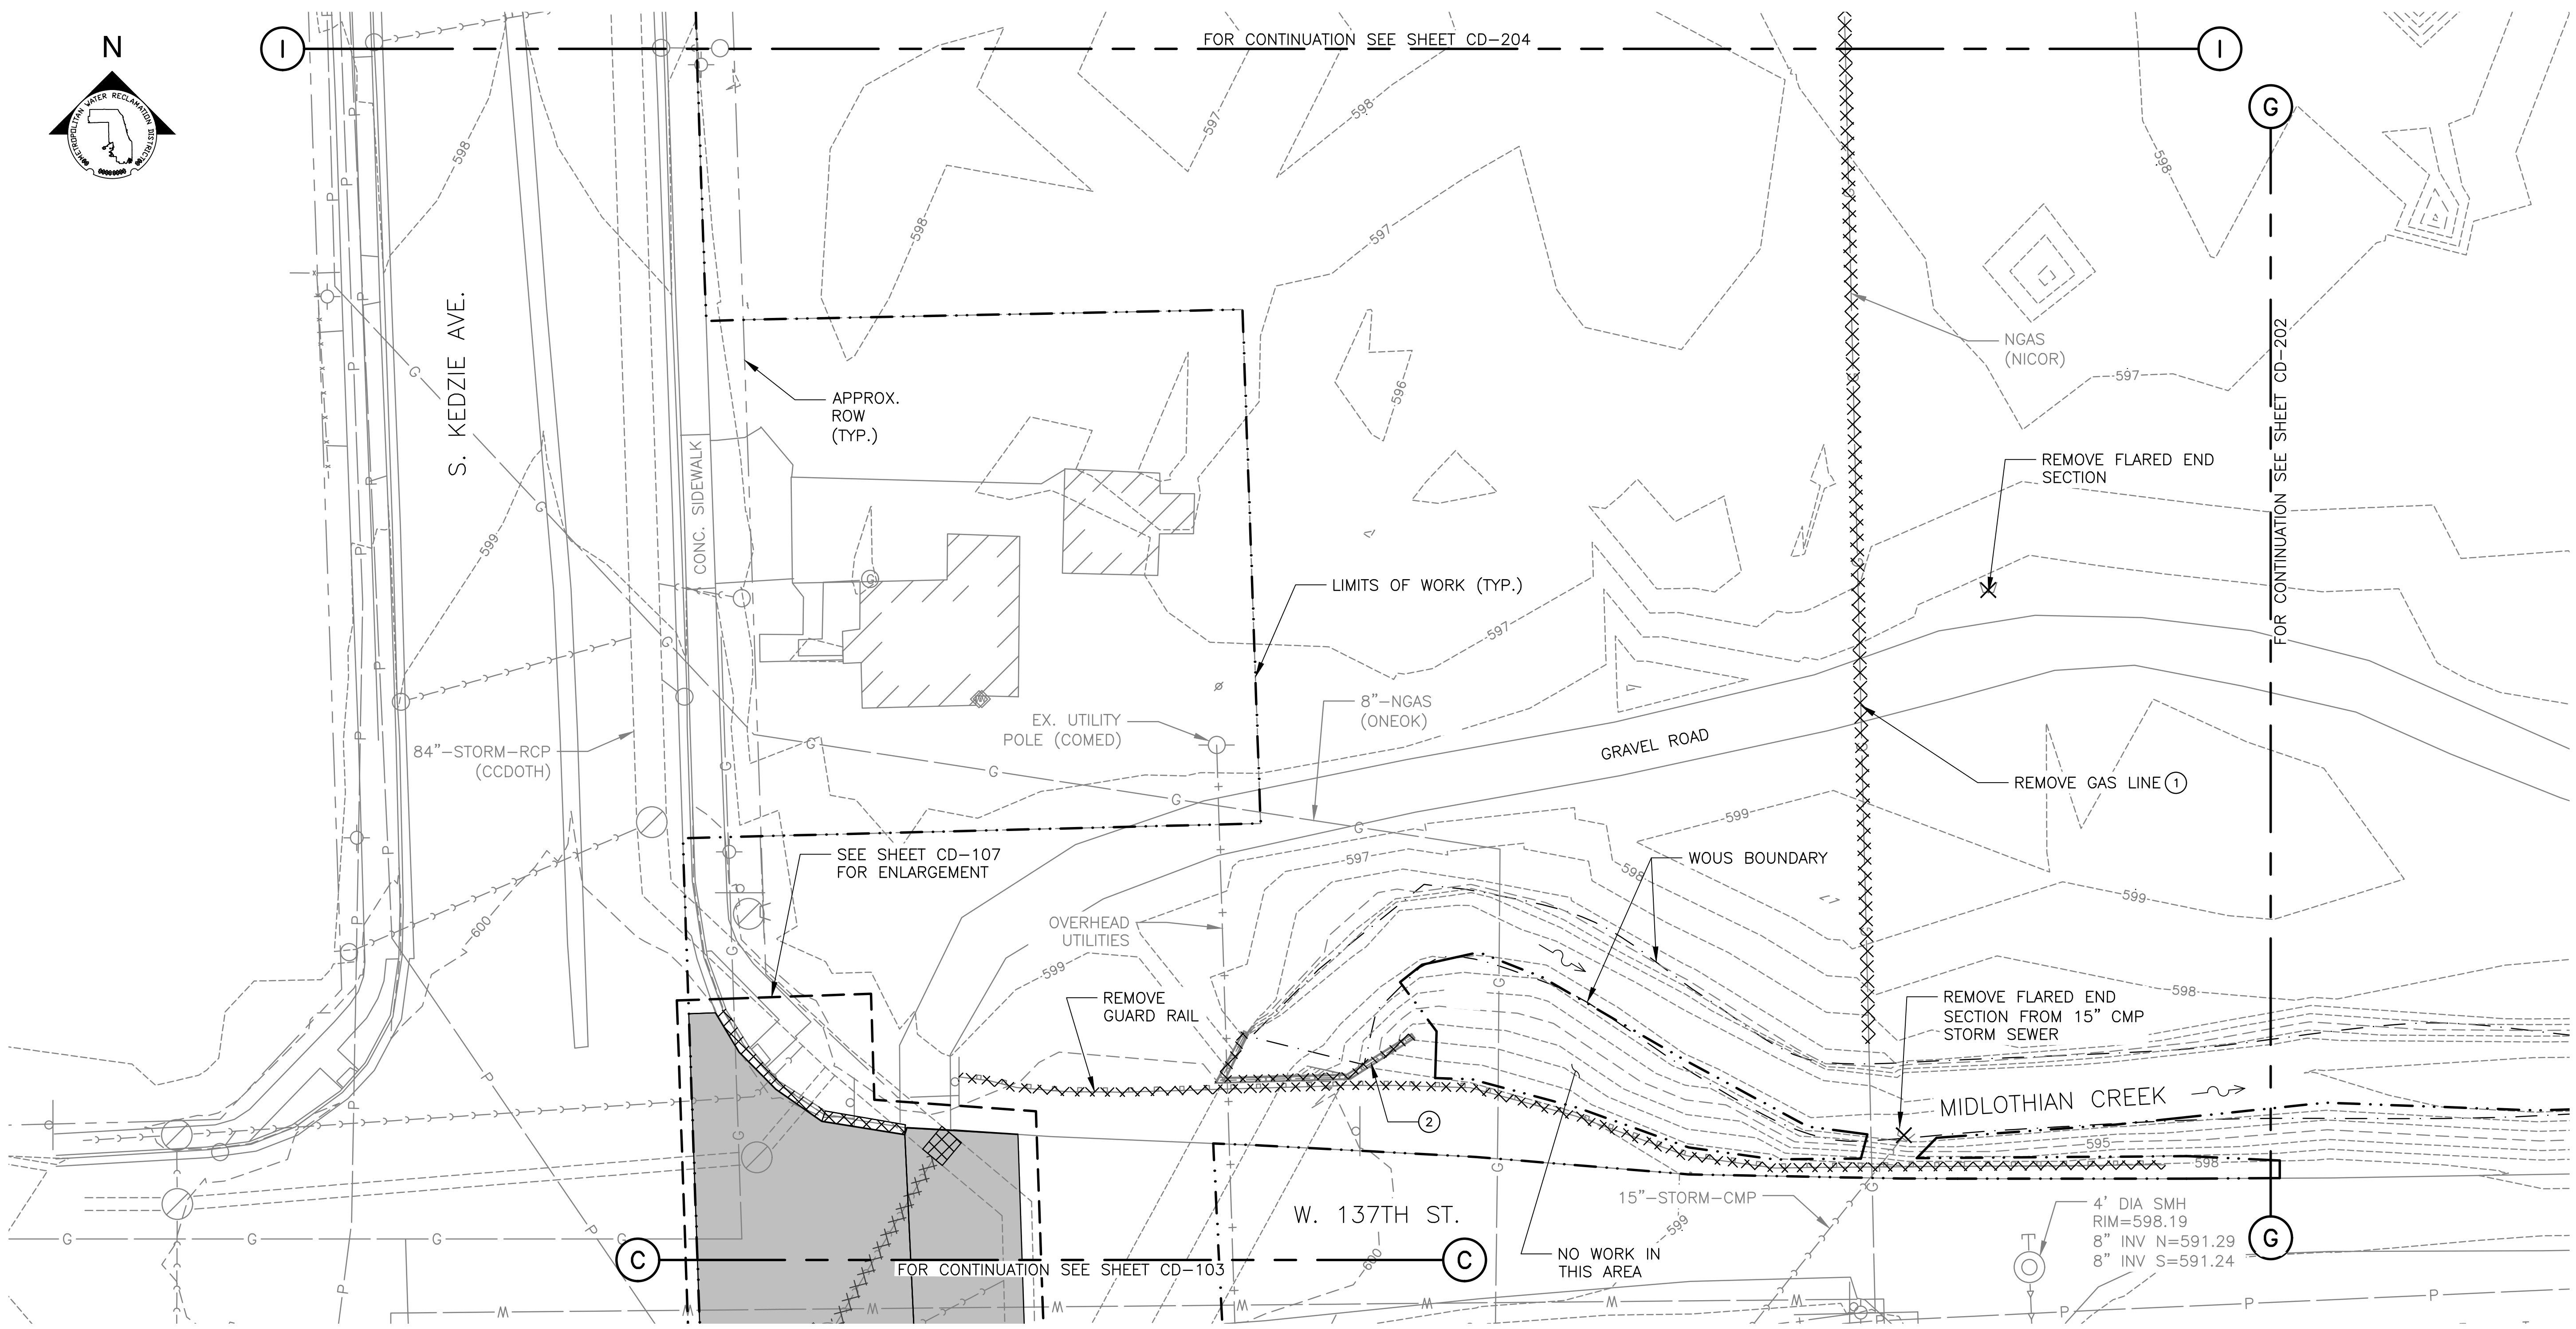 N
METROPOLITAN WATER RECLAMATION DISTRICT
I
FOR CONTINUATION SEE SHEET CD-204
I
G
FOR CONTINUATION SEE SHEET CD-202
G
598
598
597
598
597
598
596
597
NGAS
(NICOR)
S. KEDZIE AVE.
APPROX.
ROW
(TYP.)
CONC. SIDEWALK
599
REMOVE FLARED END
SECTION
LIMITS OF WORK (TYP.)
597
G
M
8"-NGAS
(ONEOK)
EX. UTILITY
POLE (COMED)
84"-STORM-RCP
(CCDOTH)
GRAVEL ROAD
REMOVE GAS LINE 1
599
SEE SHEET CD-107
FOR ENLARGEMENT
597
WOUS BOUNDARY
598
599
600
OVERHEAD
UTILITIES
599
REMOVE
GUARD RAIL
598
REMOVE FLARED END
SECTION FROM 15" CMP
STORM SEWER
2
MIDLOTHIAN CREEK
595
598
15"-STORM-CMP
599
600
W. 137TH ST.
4' DIA SMH
RIM=598.19
8" INV N=591.29
8" INV S=591.24
NO WORK IN
THIS AREA
C
FOR CONTINUATION SEE SHEET CD-103
C
G G G G
W W W W W W W W
P P P